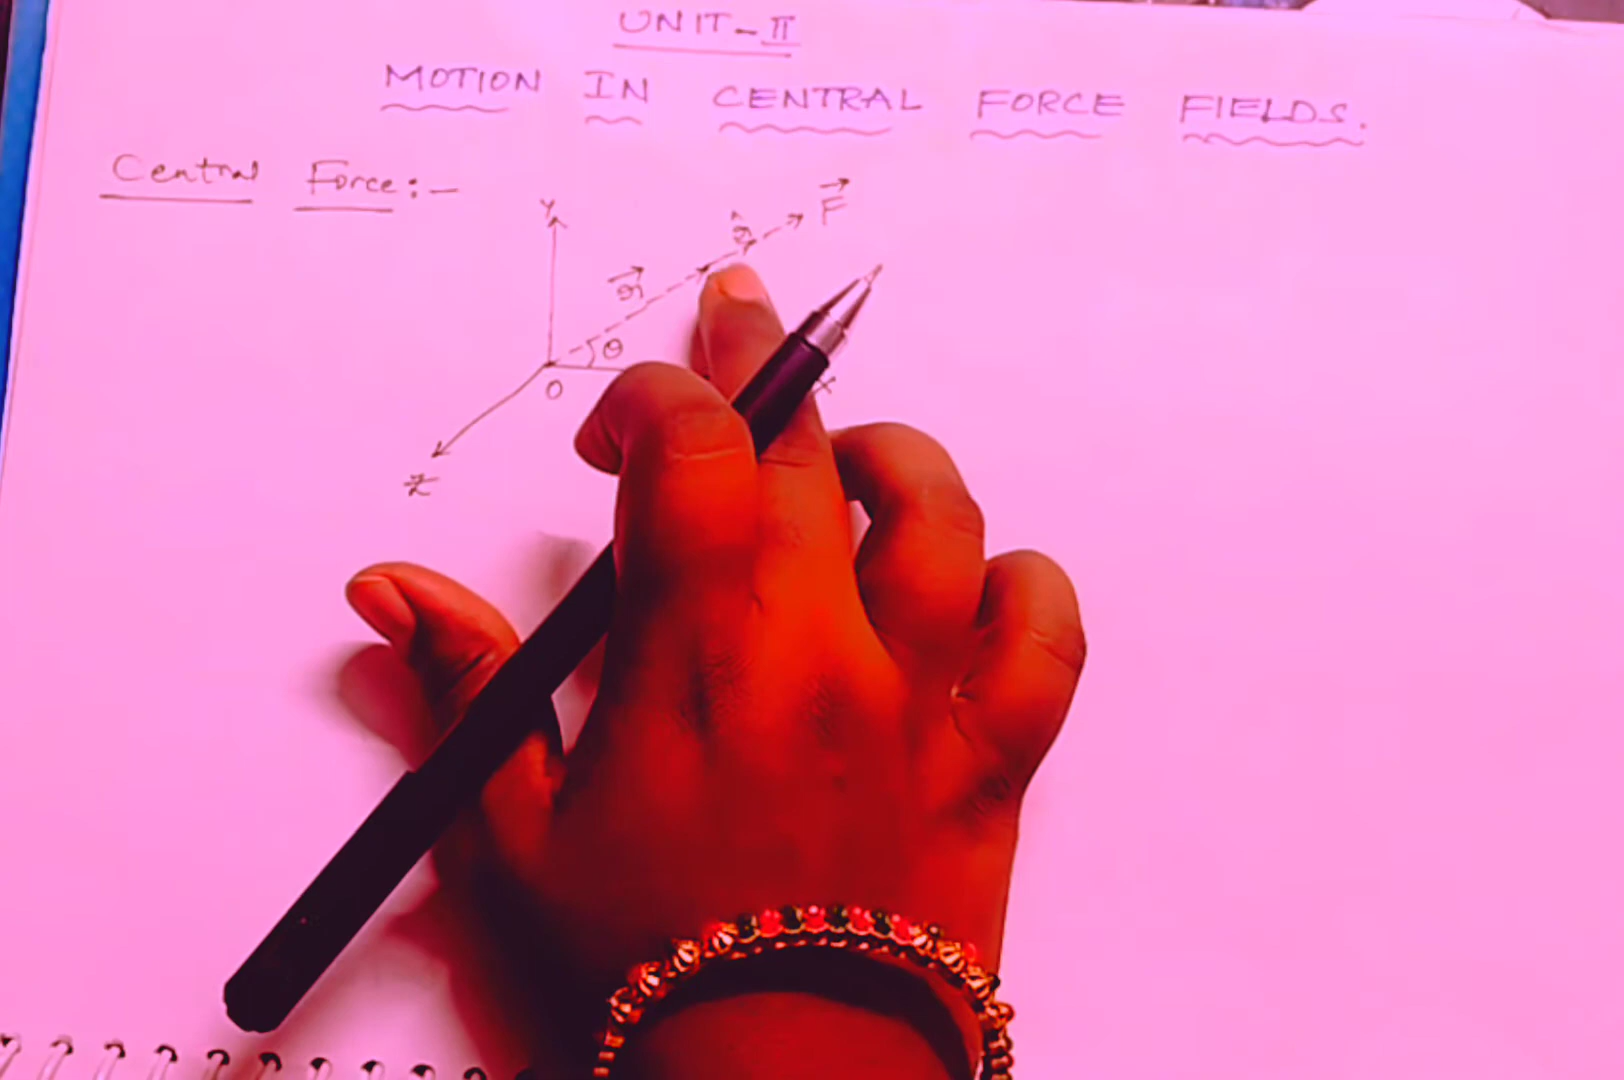 UNIT-II
MOTION IN CENTRAL FORCE FIELDS.
Central Force:-
Y
r̂
F⃗
r⃗
θ
O
X
Z